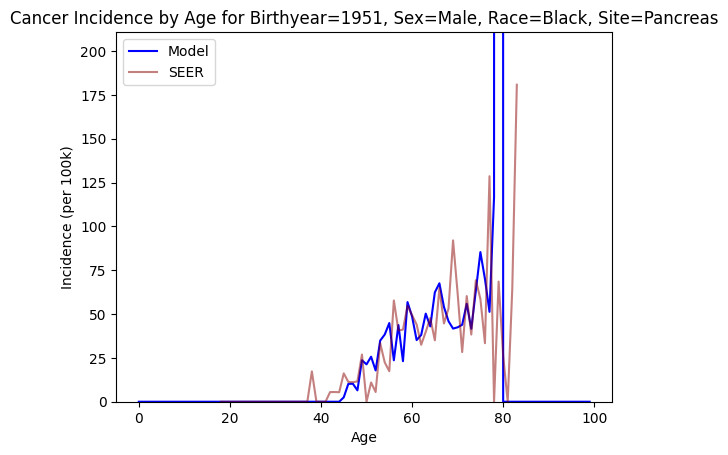 Cancer Incidence by Age for Birthyear=1951, Sex=Male, Race=Black, Site=Pancreas
Model
SEER
Incidence (per 100k)
200
175
150
125
100
75
50
25
0
0 20 40 60 80 100
Age